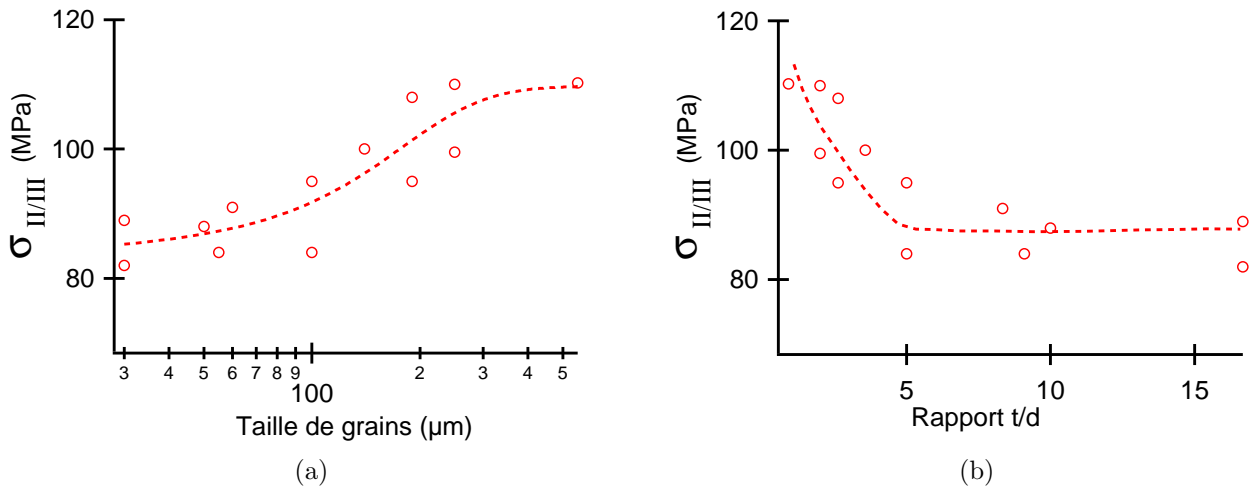 120
100
80
σ II/III (MPa)
3 4 5 6 7 8 9 100 2 3 4 5
Taille de grains (µm)
(a)
120
100
80
σ II/III (MPa)
5 10 15
Rapport t/d
(b)